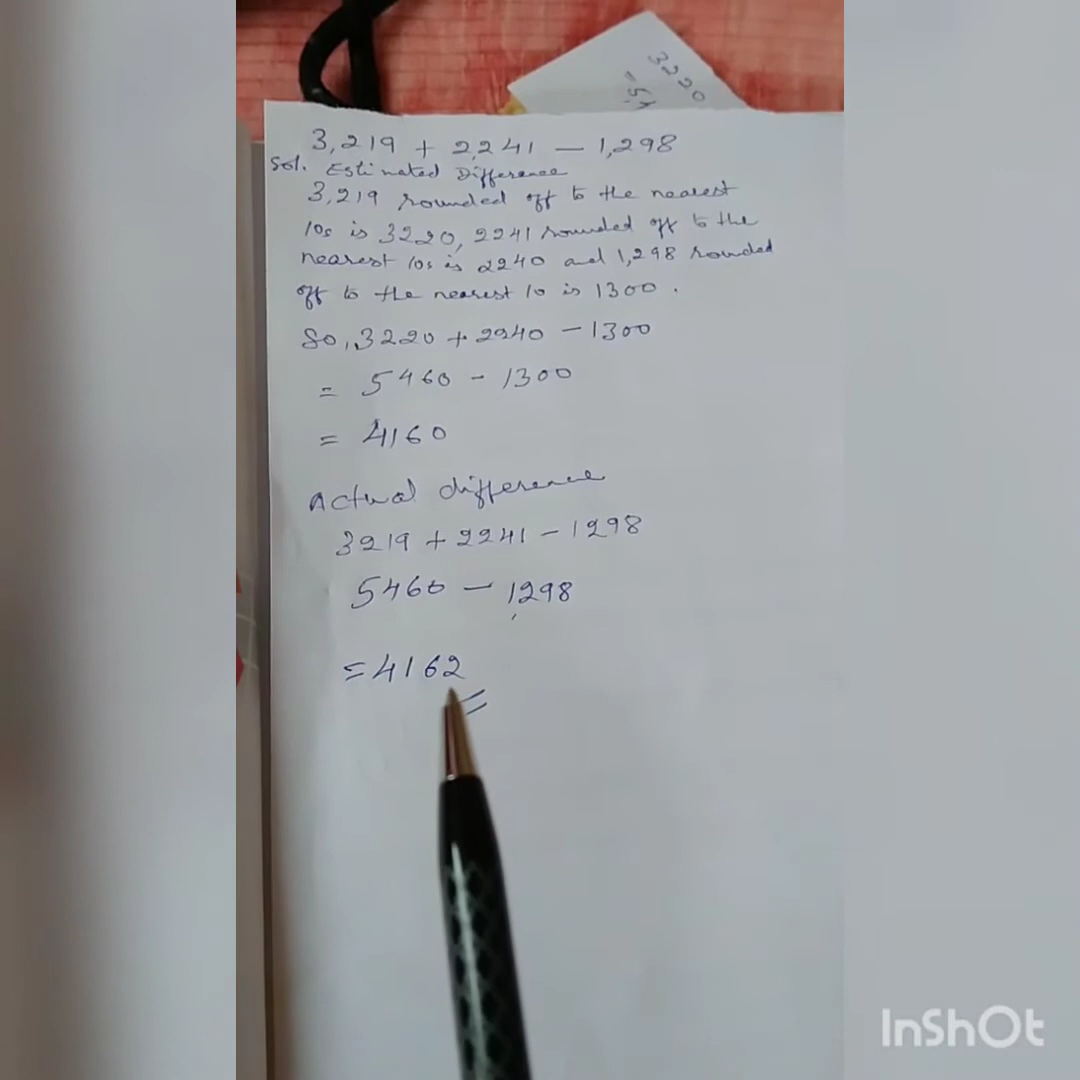 3220
= 5,
3,219 + 2,241 — 1,298
Sol. Estimated Difference
3,219 rounded off to the nearest
10s is 3220, 2241 rounded off to the
nearest 10s is 2240 and 1,298 rounded
off to the nearest 10 is 1300.
So, 3220 + 2240 — 1300
= 5460 - 1300
= 4160
Actual difference
3219 + 2241 - 1298
5460 — 1298
= 4162
InShOt